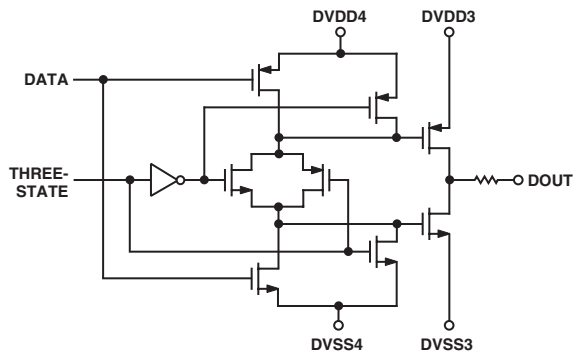 DVDD4
DVDD3
DATA
THREE-
STATE
DOUT
DVSS4
DVSS3